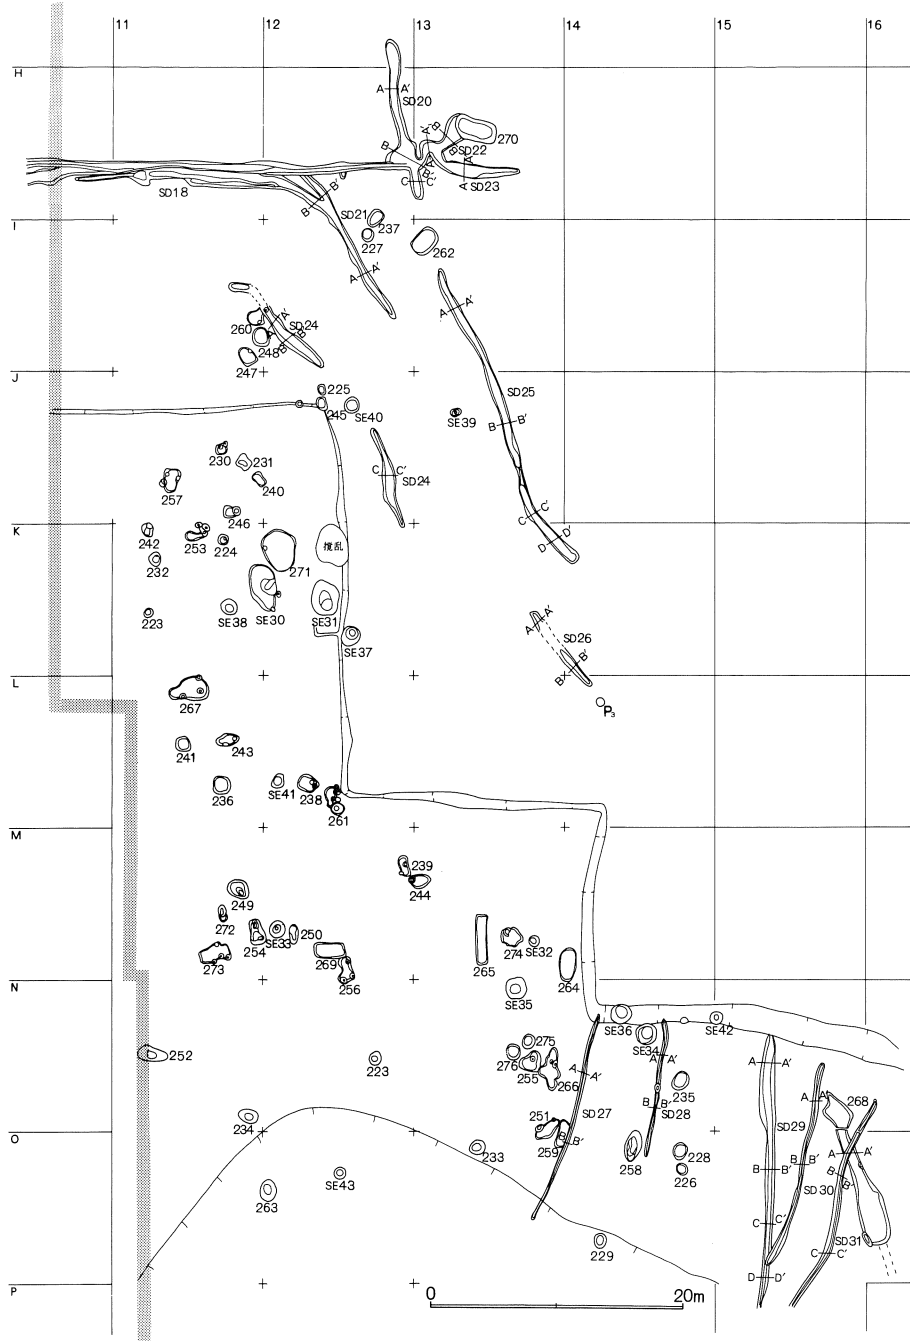 11 12 13 14 15 16
H
A A' SD20
B B 270
A' SD22
B A
B' SD23
C C' A
SD18 B'
B SD21 237
I
227 262
A A' A A'
260 A' SD24
A B'
248 B
247
J
225 SD25
245 SE40 SE39 B B'
230 231
257 240 C C' SD24
246 C C'
K
242 253 224 271 撹乱 D D'
232
223 SE38 SE30 SE31 A A'
SE37 SD26
B B'
L
267 P₃
241 243
236 SE41 238 261
M
239
249 244
272 254 SE33 250 274 SE32
273 269 265 264
256
N
SE35 SE36 SE42
275 SE34
252 223 276 255 266 A A' A A' A A'
235 A A' 268
B B' SD28
251 SD27 SD29
234 259 B' 228 A A'
O
233 258 226 B B' B B'
SE43 B B'
263 SD30
C C' SD31
229 C C'
D D'
P
0 20m